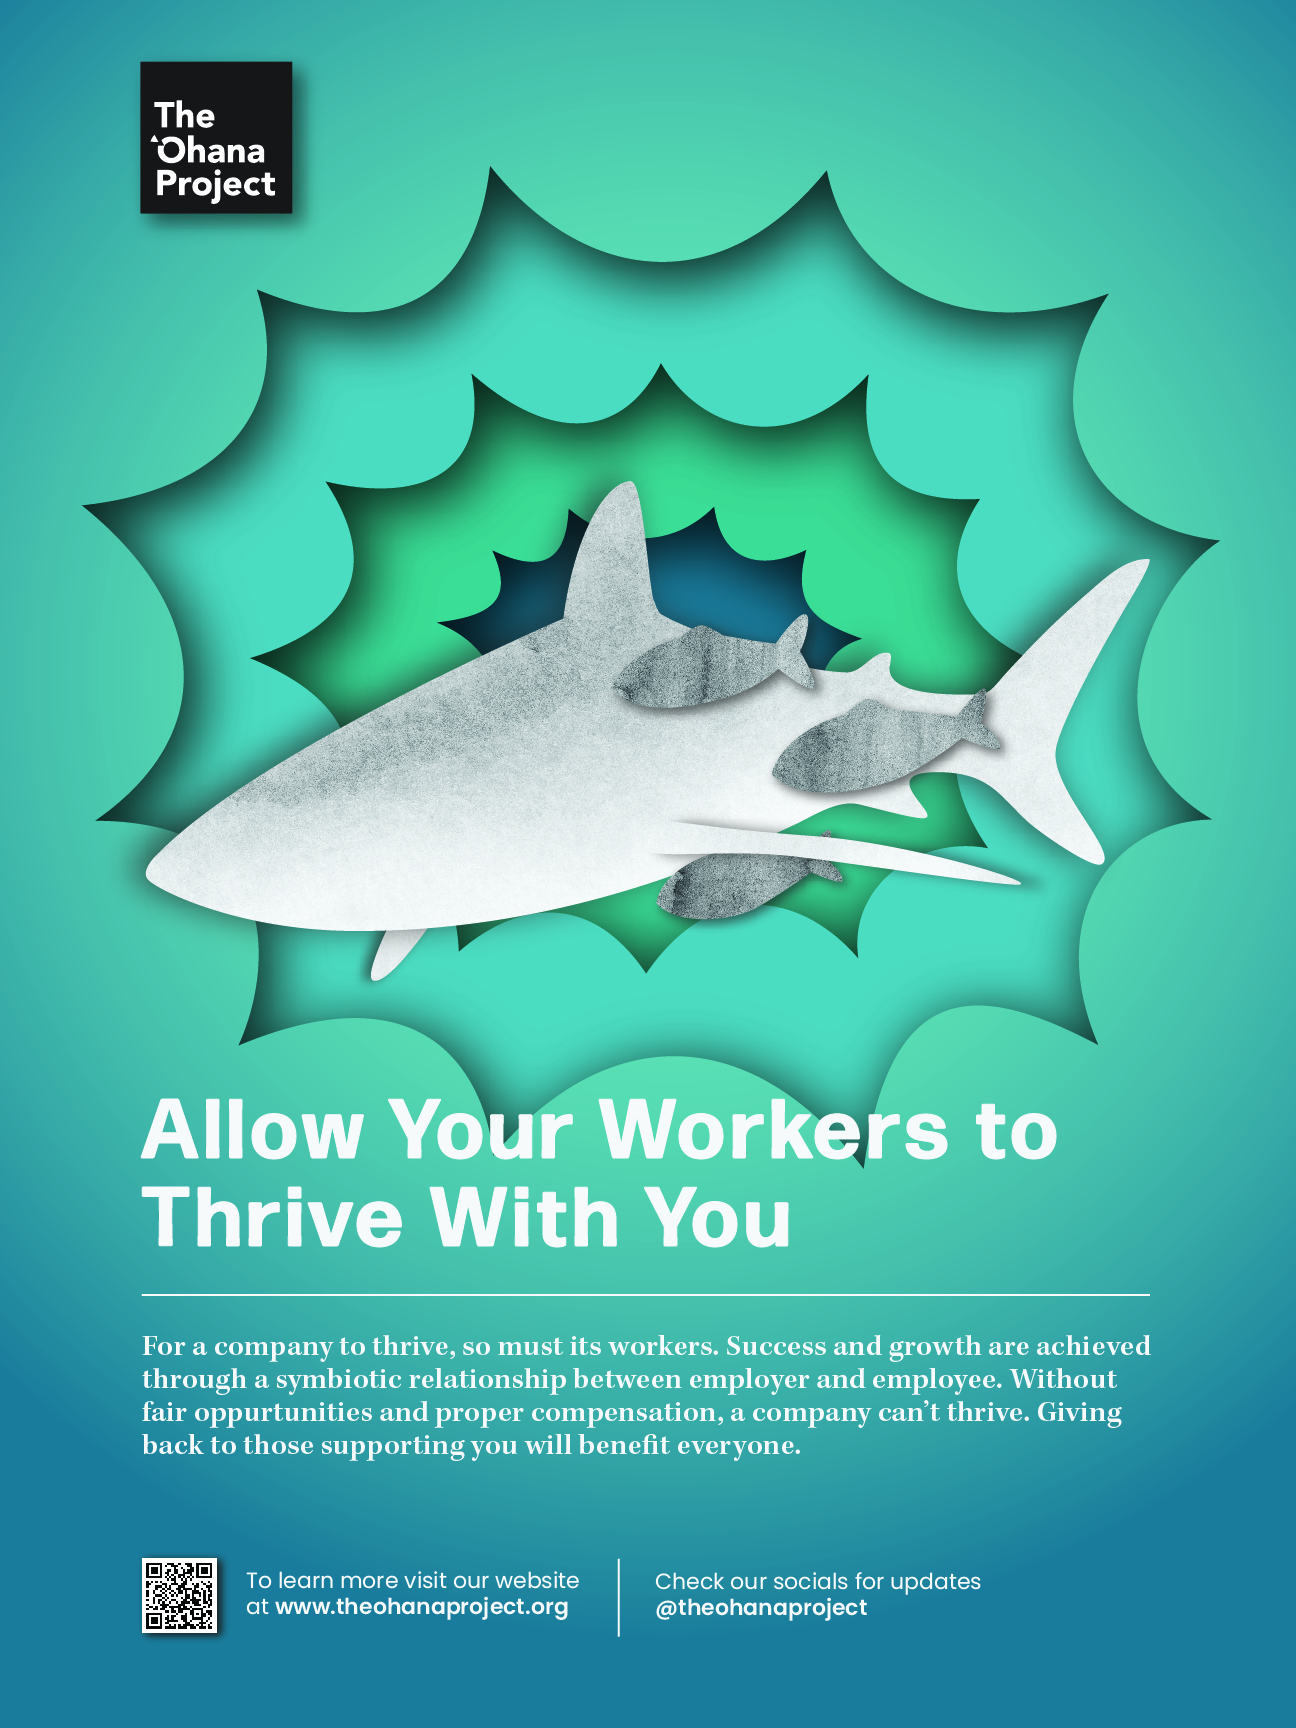 The
ʻOhana
Project
Allow Your Workers to
Thrive With You
For a company to thrive, so must its workers. Success and growth are achieved
through a symbiotic relationship between employer and employee. Without
fair oppurtunities and proper compensation, a company can’t thrive. Giving
back to those supporting you will benefit everyone.
To learn more visit our website
at www.theohanaproject.org
Check our socials for updates
@theohanaproject